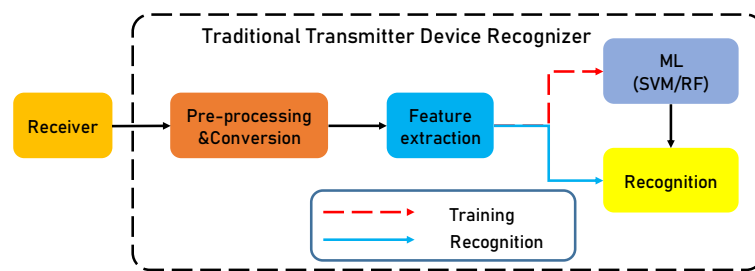 Traditional Transmitter Device Recognizer
ML
(SVM/RF)
Receiver
Pre-processing
&Conversion
Feature
extraction
Recognition
Training
Recognition